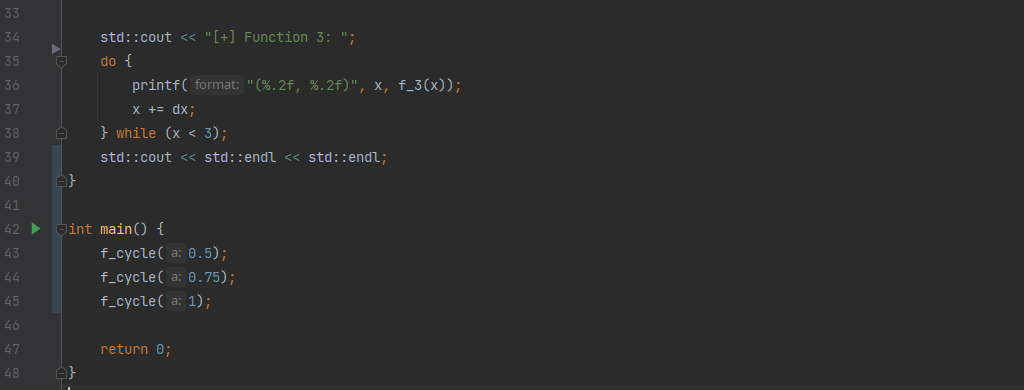 33
34 std::cout << "[+] Function 3: ";
35 do {
36 printf( format: "(%.2f, %.2f)", x, f_3(x));
37 x += dx;
38 } while (x < 3);
39 std::cout << std::endl << std::endl;
40 }
41
42 int main() {
43 f_cycle( a: 0.5);
44 f_cycle( a: 0.75);
45 f_cycle( a: 1);
46
47 return 0;
48 }